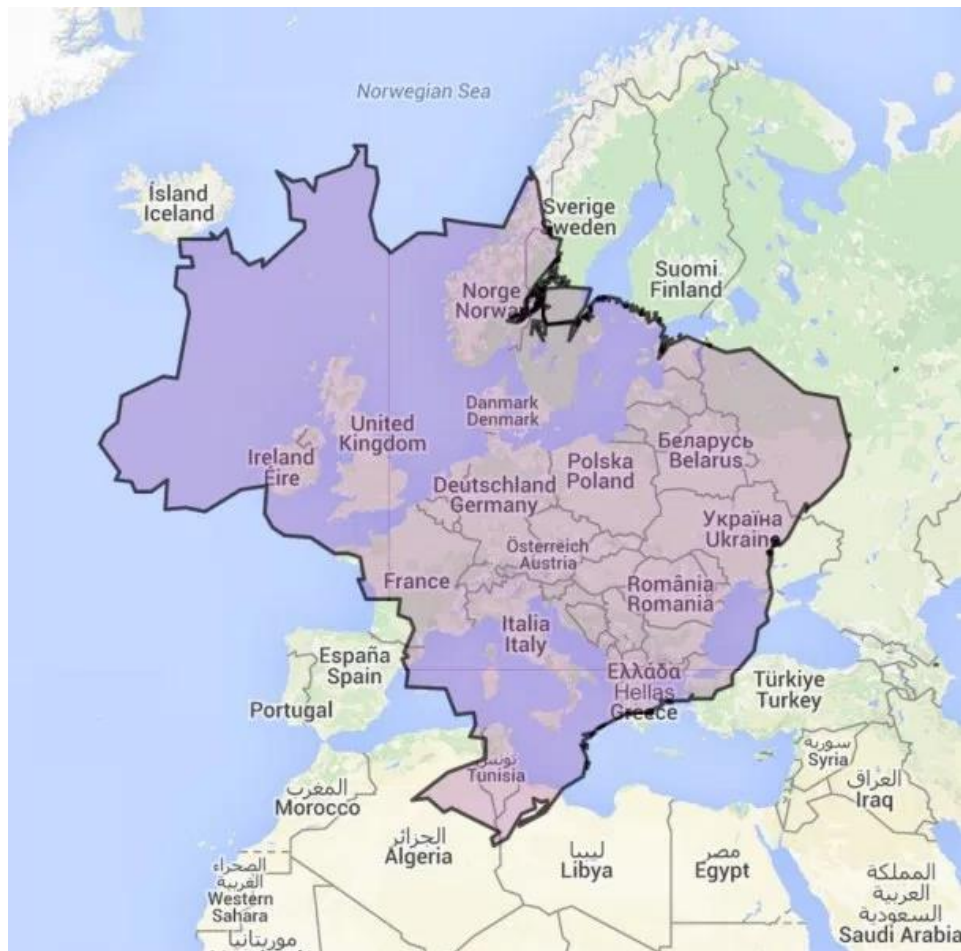 Norwegian Sea
Ísland
Iceland
Sverige
Sweden
Suomi
Finland
Norge
Norway
Danmark
Denmark
United
Kingdom
Ireland
Éire
Беларусь
Belarus
Polska
Poland
Deutschland
Germany
Україна
Ukraine
Österreich
Austria
France
România
Romania
Italia
Italy
España
Spain
Ελλάδα
Hellas
Greece
Türkiye
Turkey
Portugal
سورية
Syria
تونس
Tunisia
العراق
Iraq
المغرب
Morocco
الجزائر
Algeria
ليبيا
Libya
مصر
Egypt
المملكة
العربية
السعودية
Saudi Arabia
الصحراء
الغربية
Western
Sahara
موريتانيا